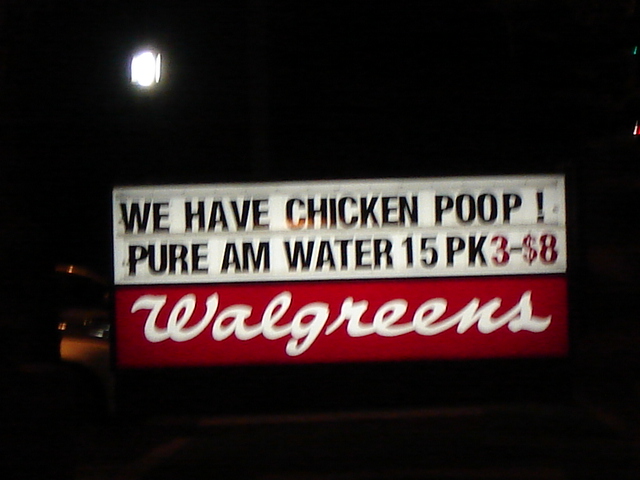 WE HAVE CHICKEN POOP !
PURE AM WATER 15 PK 3-$8
Walgreens